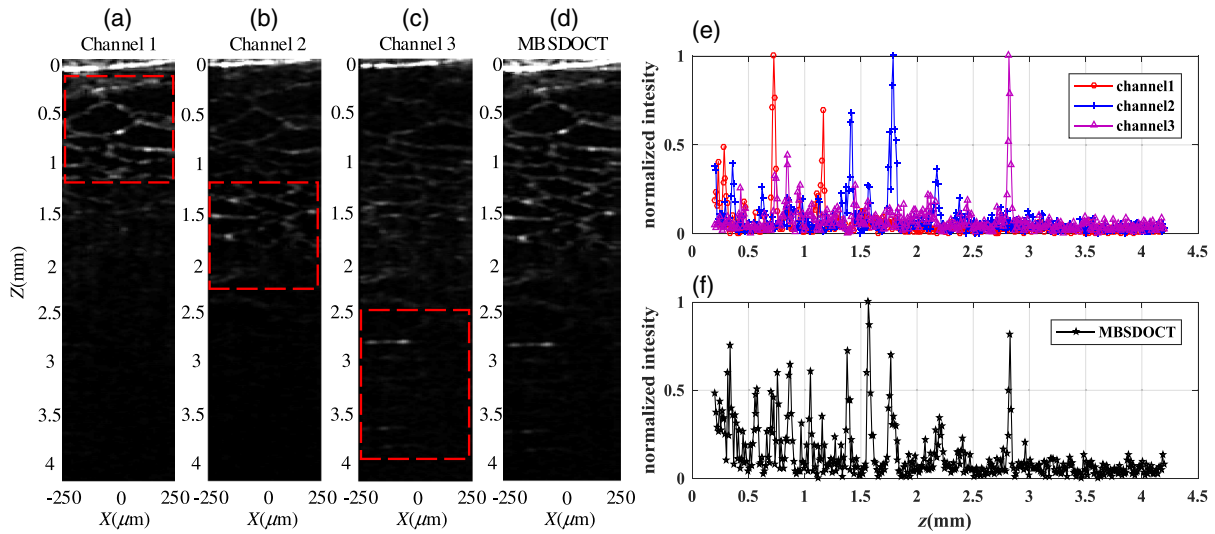 (a) (b) (c) (d)
Channel 1 Channel 2 Channel 3 MBSDOCT
0 0 0 0
0.5 0.5 0.5 0.5
1 1 1 1
1.5 1.5 1.5 1.5
2 2 2 2
2.5 2.5 2.5 2.5
3 3 3 3
3.5 3.5 3.5 3.5
4 4 4 4
Z(mm)
-250 0 250 -250 0 250 -250 0 250 -250 0 250
X(μm) X(μm) X(μm) X(μm)
(e)
normalized intesity
1
0.5
0
channel1
channel2
channel3
0 0.5 1 1.5 2 2.5 3 3.5 4 4.5
(f)
normalized intesity
1
0.5
0
MBSDOCT
0 0.5 1 1.5 2 2.5 3 3.5 4 4.5
z(mm)